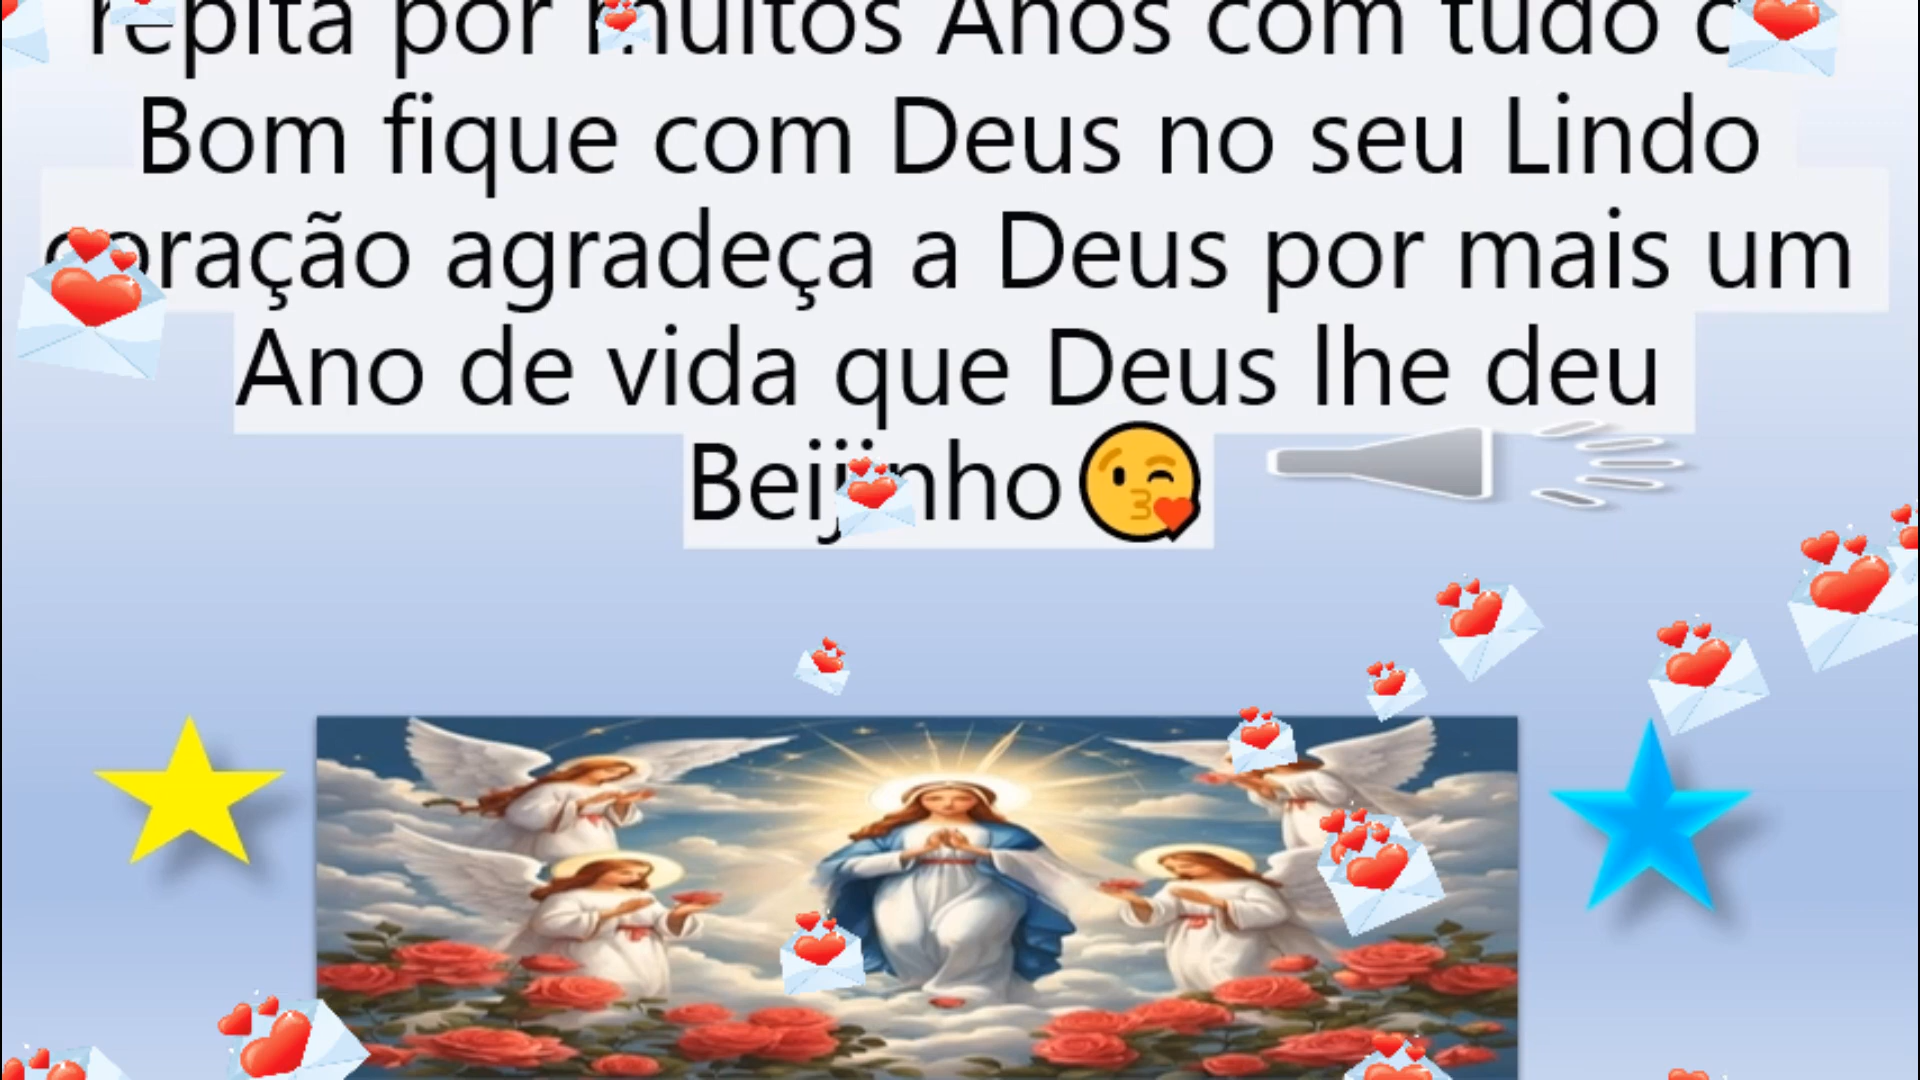 repita por muitos Anos com tudo
Bom fique com Deus no seu Lindo
coração agradeça a Deus por mais um
Ano de vida que Deus lhe deu
Beijinho😘